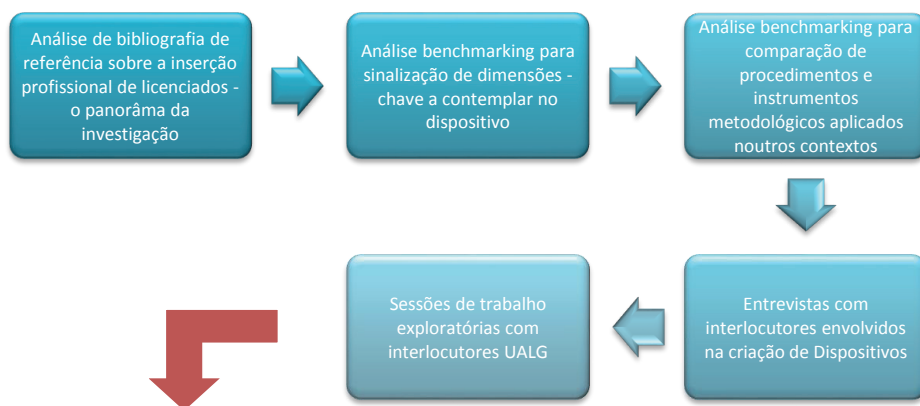 Análise de bibliografia de
referência sobre a inserção
profissional de licenciados -
o panorâma da
investigação
Análise benchmarking para
sinalização de dimensões -
chave a contemplar no
dispositivo
Análise benchmarking para
comparação de
procedimentos e
instrumentos
metodológicos aplicados
noutros contextos
Entrevistas com
interlocutores envolvidos
na criação de Dispositivos
Sessões de trabalho
exploratórias com
interlocutores UALG